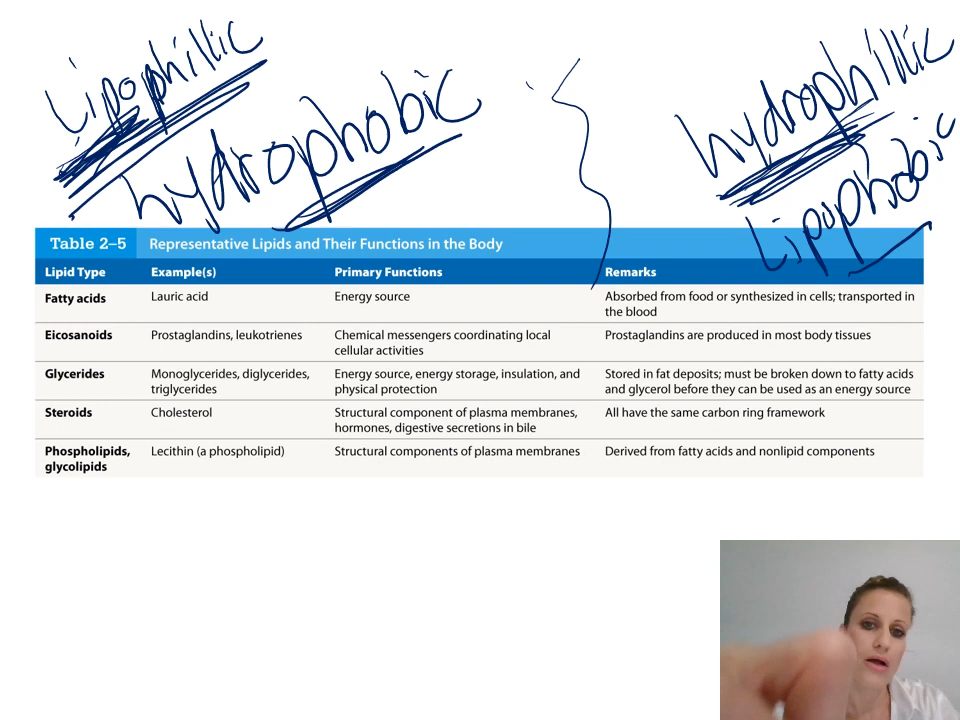 Lipophillic
hydrophobic
hydrophillic
Lipophobic
Table 2–5 Representative Lipids and Their Functions in the Body
Lipid Type Example(s) Primary Functions Remarks
Fatty acids Lauric acid Energy source Absorbed from food or synthesized in cells; transported in
the blood
Eicosanoids Prostaglandins, leukotrienes Chemical messengers coordinating local Prostaglandins are produced in most body tissues
cellular activities
Glycerides Monoglycerides, diglycerides, Energy source, energy storage, insulation, and Stored in fat deposits; must be broken down to fatty acids
triglycerides physical protection and glycerol before they can be used as an energy source
Steroids Cholesterol Structural component of plasma membranes, All have the same carbon ring framework
hormones, digestive secretions in bile
Phospholipids, Lecithin (a phospholipid) Structural components of plasma membranes Derived from fatty acids and nonlipid components
glycolipids